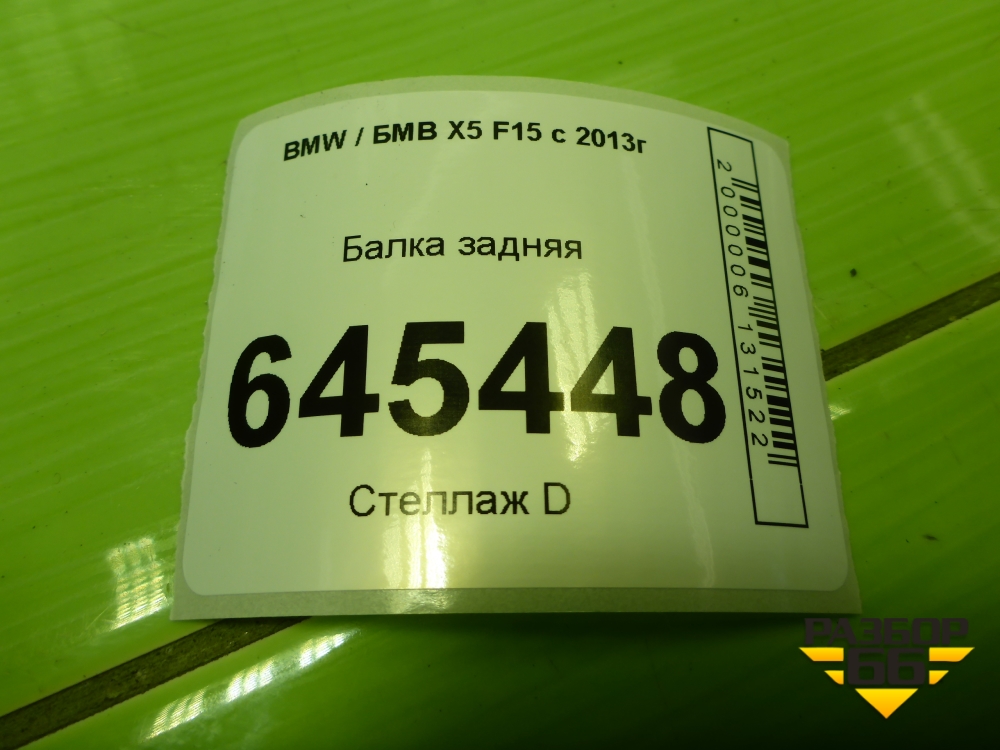 BMW / БМВ X5 F15 с 2013г
Балка задняя
645448
Стеллаж D
2000006131522
РАЗБОР
66